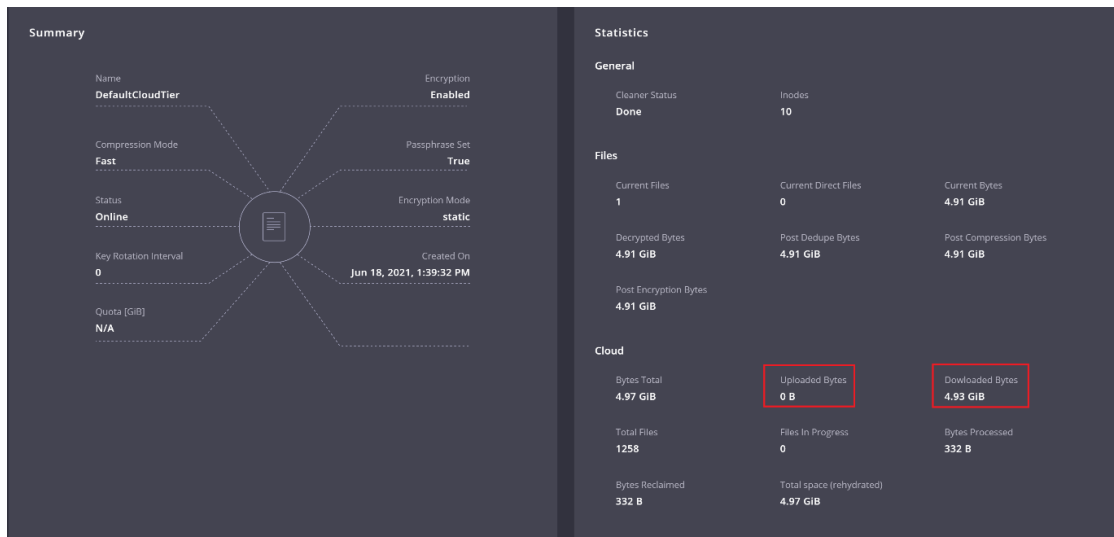 Summary
Name
DefaultCloudTier
Encryption
Enabled
Compression Mode
Fast
Passphrase Set
True
Status
Online
Encryption Mode
static
Key Rotation Interval
0
Created On
Jun 18, 2021, 1:39:32 PM
Quota [GiB]
N/A
Statistics
General
Cleaner Status
Done
Inodes
10
Files
Current Files
1
Current Direct Files
0
Current Bytes
4.91 GiB
Decrypted Bytes
4.91 GiB
Post Dedupe Bytes
4.91 GiB
Post Compression Bytes
4.91 GiB
Post Encryption Bytes
4.91 GiB
Cloud
Bytes Total
4.97 GiB
Uploaded Bytes
0 B
Dowloaded Bytes
4.93 GiB
Total Files
1258
Files In Progress
0
Bytes Processed
332 B
Bytes Reclaimed
332 B
Total space (rehydrated)
4.97 GiB